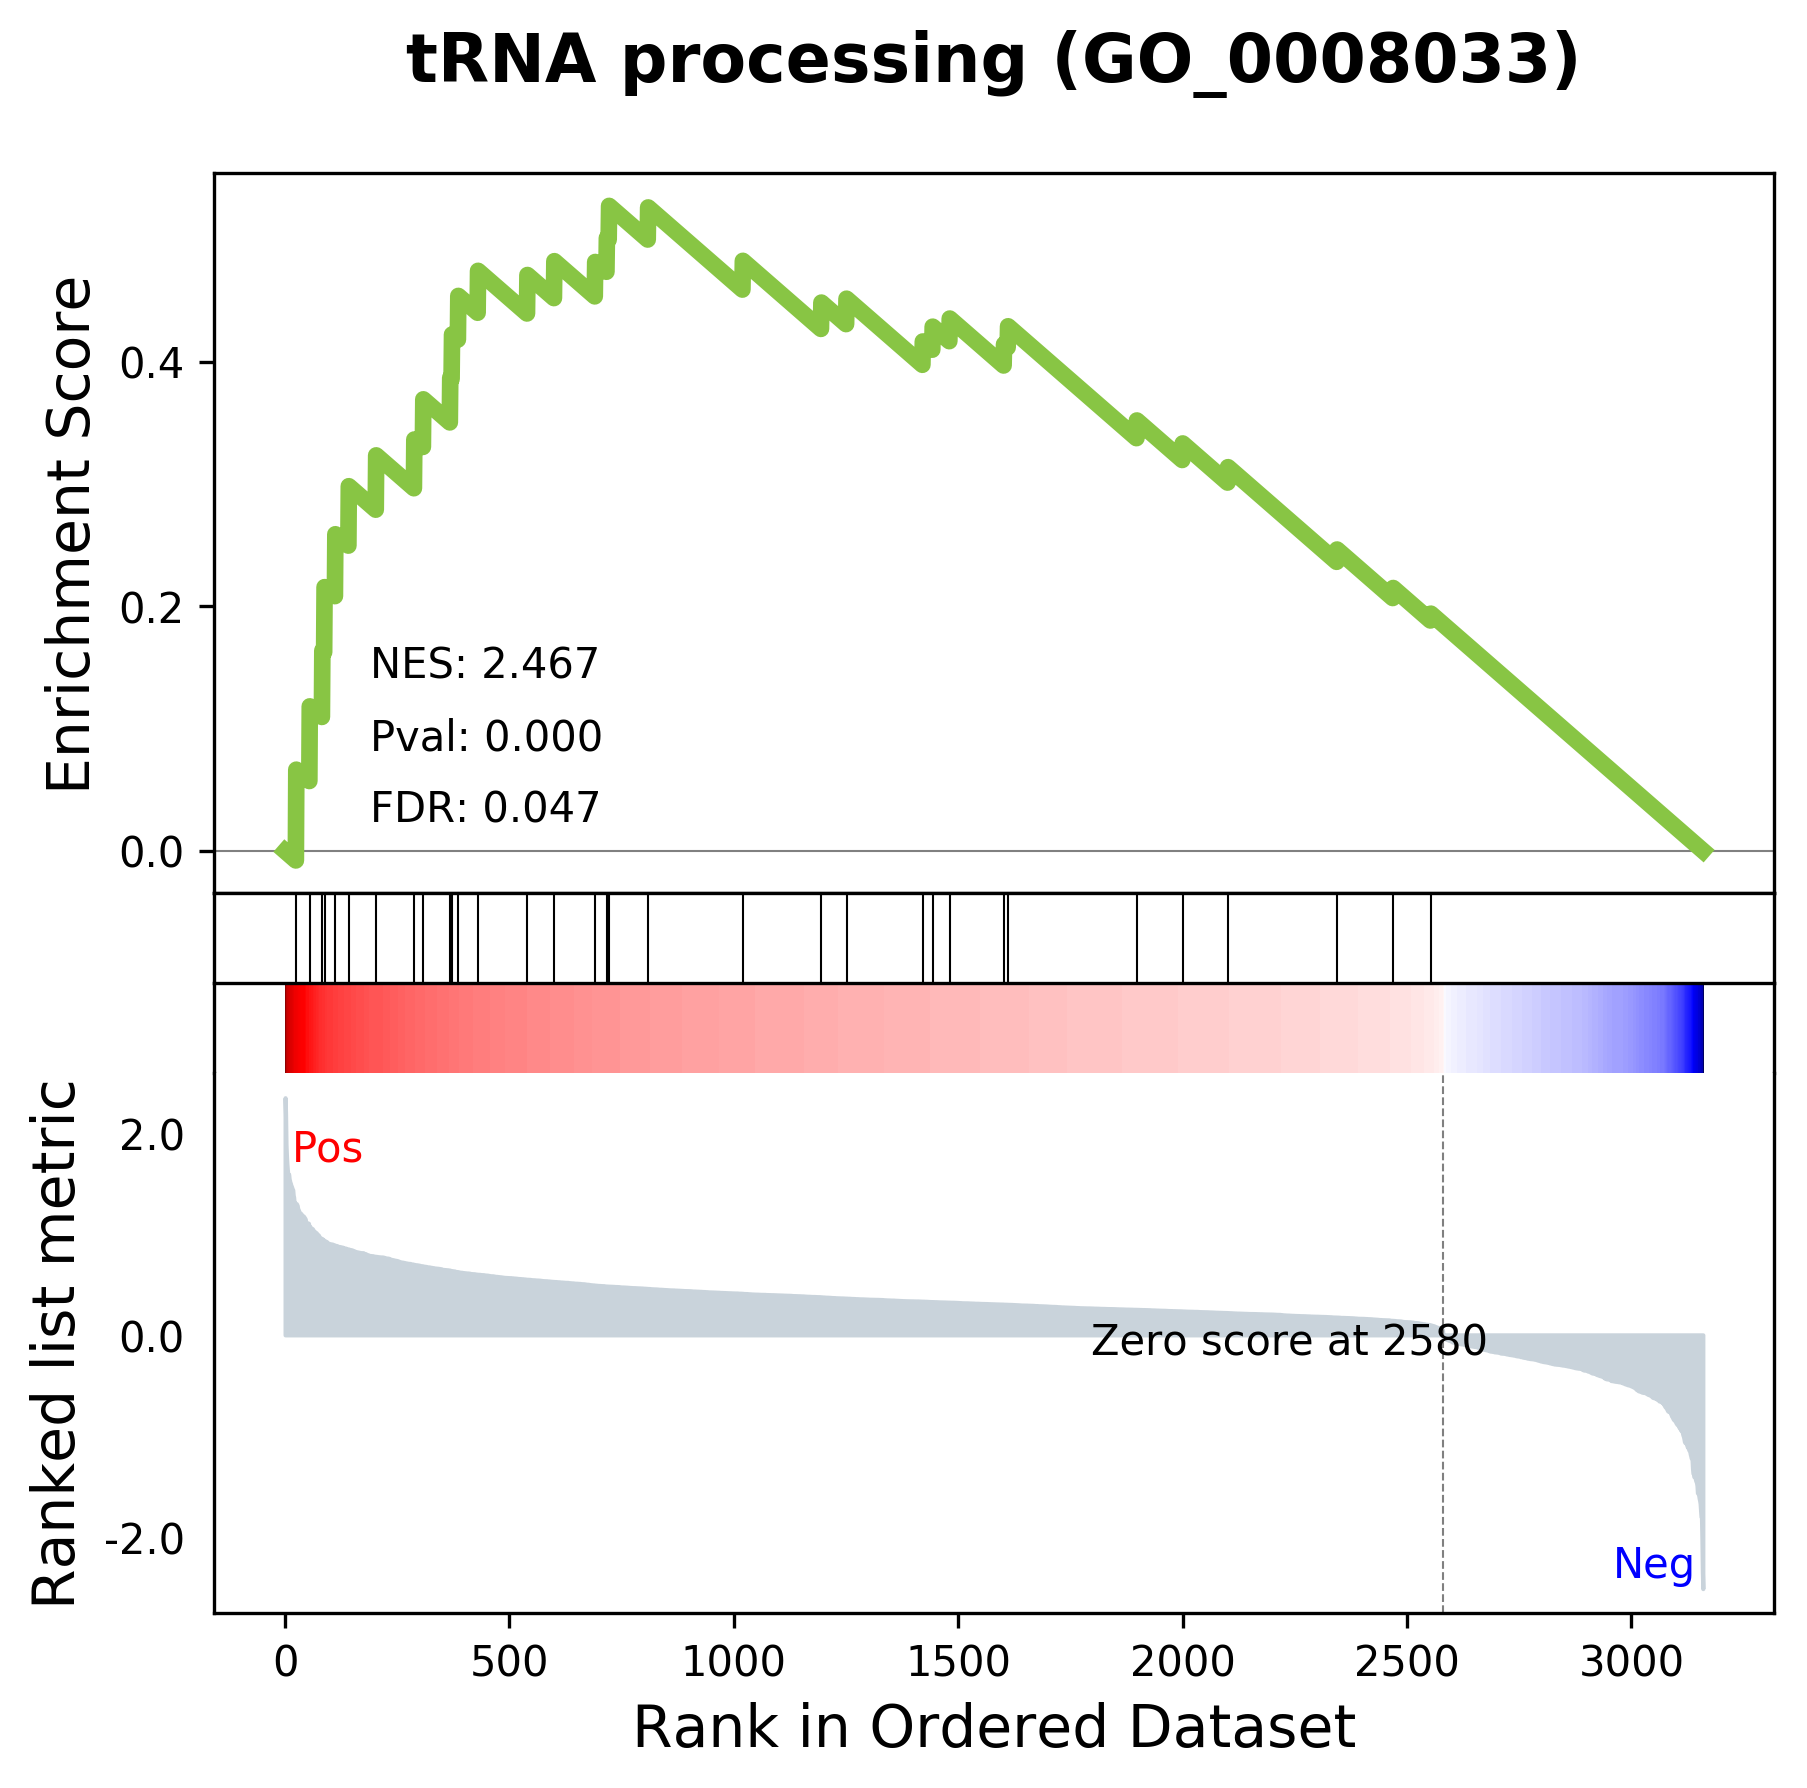 tRNA processing (GO_0008033)
Enrichment Score
0.4
0.2
0.0
NES: 2.467
Pval: 0.000
FDR: 0.047
Ranked list metric
2.0
0.0
-2.0
Pos
Zero score at 2580
Neg
0 500 1000 1500 2000 2500 3000
Rank in Ordered Dataset